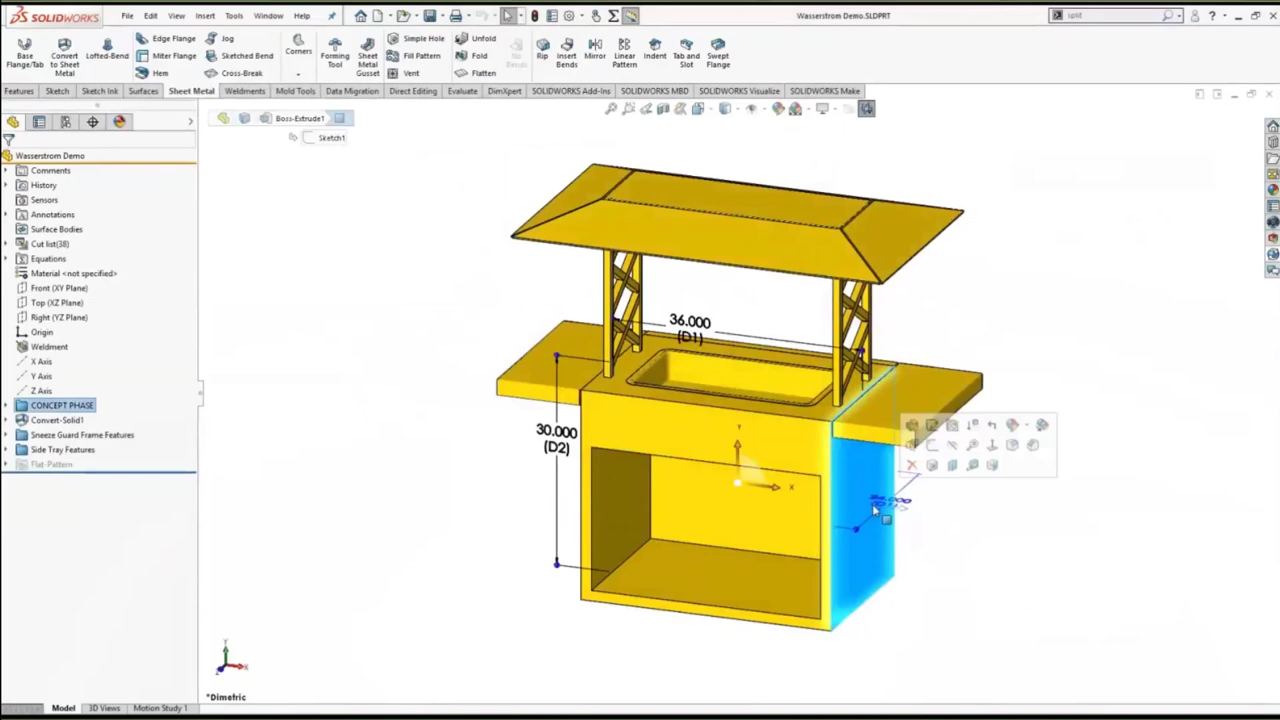 SOLIDWORKS
File
Edit
View
Insert
Tools
Window
Help
Wasserstrom Demo.SLDPRT
split
Base
Flange/Tab
Convert
to Sheet
Metal
Lofted-Bend
Edge Flange
Miter Flange
Hem
Jog
Sketched Bend
Cross-Break
Corners
Forming
Tool
Sheet
Metal
Gusset
Simple Hole
Fill Pattern
Vent
Unfold
Fold
Flatten
No
Bends
Rip
Insert
Bends
Mirror
Linear
Pattern
Indent
Tab and
Slot
Swept
Flange
Features
Sketch
Sketch Ink
Surfaces
Sheet Metal
Weldments
Mold Tools
Data Migration
Direct Editing
Evaluate
DimXpert
SOLIDWORKS Add-Ins
SOLIDWORKS MBD
SOLIDWORKS Visualize
SOLIDWORKS Make
Boss-Extrude1
Sketch1
Wasserstrom Demo
Comments
History
Sensors
Annotations
Surface Bodies
Cut list(38)
Equations
Material <not specified>
Front (XY Plane)
Top (XZ Plane)
Right (YZ Plane)
Origin
Weldment
X Axis
Y Axis
Z Axis
CONCEPT PHASE
Convert-Solid1
Sneeze Guard Frame Features
Side Tray Features
Flat-Pattern
36.000
(D1)
30.000
(D2)
Y
X
Y
X
Z
*Dimetric
Model
3D Views
Motion Study 1